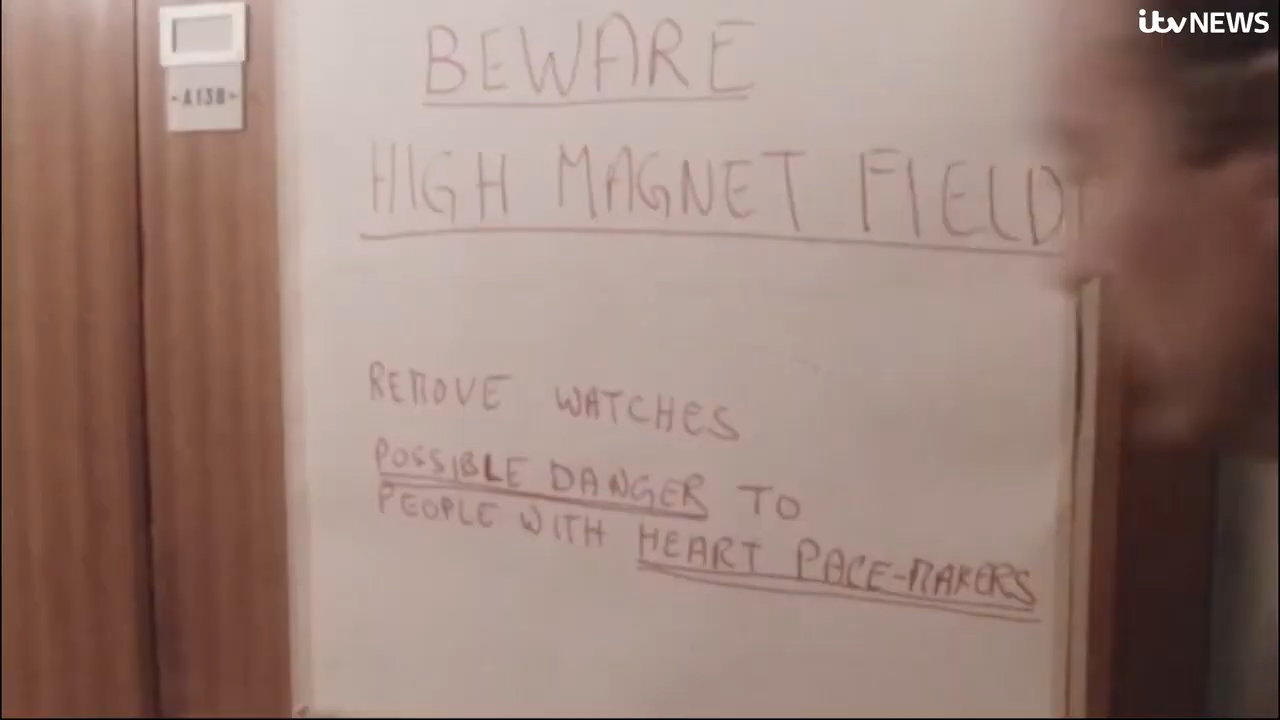 itv NEWS
-A138-
BEWARE
HIGH MAGNET FIELD
REMOVE WATCHES
POSSIBLE DANGER TO
PEOPLE WITH HEART PACE-MAKERS